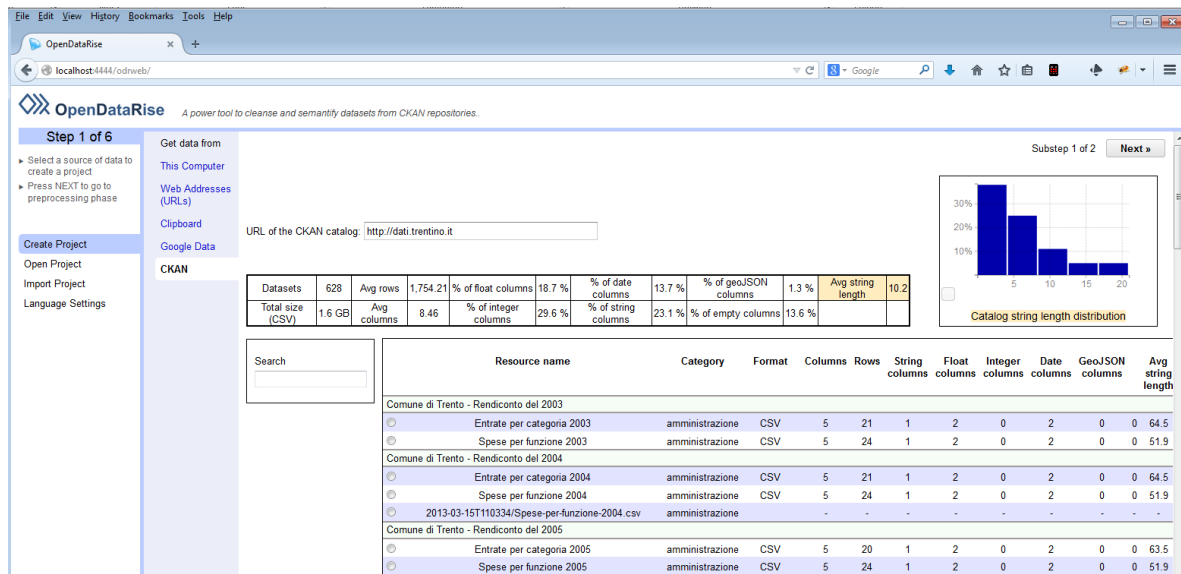 File Edit View History Bookmarks Tools Help
OpenDataRise × +
localhost:4444/odrweb/
8 Google
OpenDataRise
A power tool to cleanse and semantify datasets from CKAN repositories..
Step 1 of 6
► Select a source of data to
create a project
► Press NEXT to go to
preprocessing phase
Create Project
Open Project
Import Project
Language Settings
Get data from
This Computer
Web Addresses
(URLs)
Clipboard
Google Data
CKAN
Substep 1 of 2 Next »
URL of the CKAN catalog: http://dati.trentino.it
Datasets 628 Avg rows 1,754.21 % of float columns 18.7 % % of date columns 13.7 % % of geoJSON columns 1.3 % Avg string length 10.2
Total size (CSV) 1.6 GB Avg columns 8.46 % of integer columns 29.6 % % of string columns 23.1 % % of empty columns 13.6 %
30%
20%
10%
5 10 15 20
Catalog string length distribution
Search
Resource name Category Format Columns Rows String columns Float columns Integer columns Date columns GeoJSON columns Avg string length
Comune di Trento - Rendiconto del 2003
Entrate per categoria 2003 amministrazione CSV 5 21 1 2 0 2 0 0 64.5
Spese per funzione 2003 amministrazione CSV 5 24 1 2 0 2 0 0 51.9
Comune di Trento - Rendiconto del 2004
Entrate per categoria 2004 amministrazione CSV 5 21 1 2 0 2 0 0 64.5
Spese per funzione 2004 amministrazione CSV 5 24 1 2 0 2 0 0 51.9
2013-03-15T110334/Spese-per-funzione-2004.csv amministrazione - - - - - - - - -
Comune di Trento - Rendiconto del 2005
Entrate per categoria 2005 amministrazione CSV 5 20 1 2 0 2 0 0 63.5
Spese per funzione 2005 amministrazione CSV 5 24 1 2 0 2 0 0 51.9